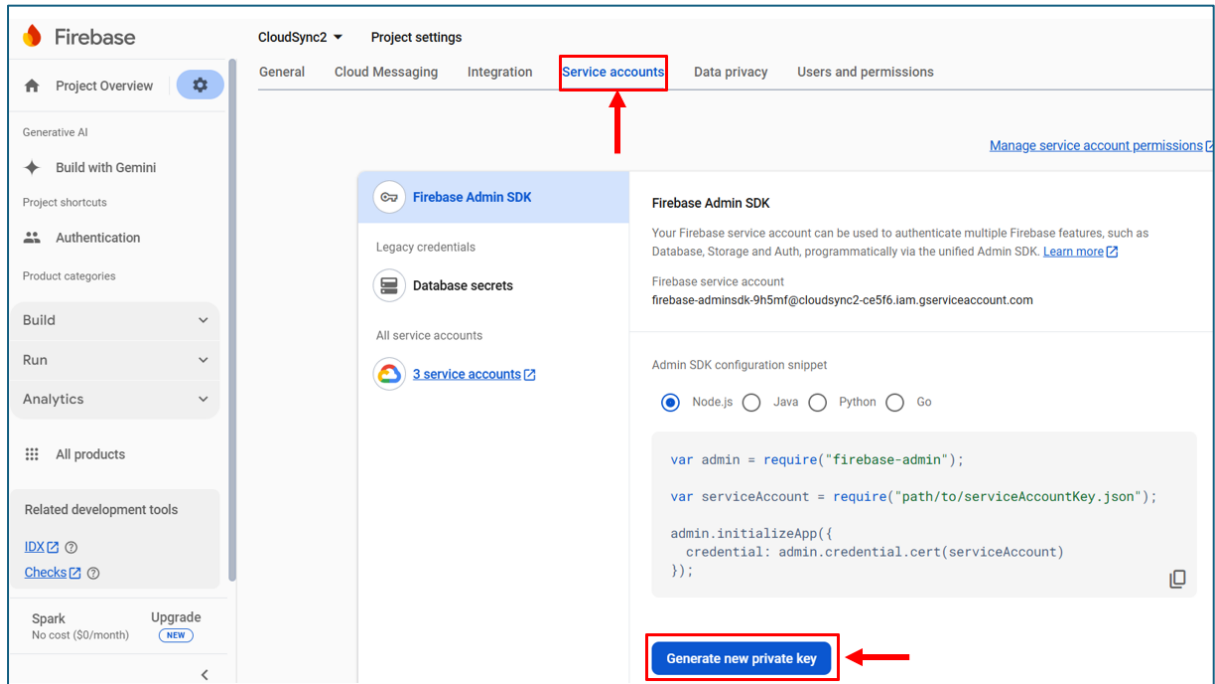 Firebase
CloudSync2
Project settings
General
Cloud Messaging
Integration
Service accounts
Data privacy
Users and permissions
Project Overview
Generative AI
Build with Gemini
Project shortcuts
Authentication
Product categories
Build
Run
Analytics
All products
Related development tools
IDX
Checks
Spark
No cost ($0/month)
Upgrade
NEW
Manage service account permissions
Firebase Admin SDK
Legacy credentials
Database secrets
All service accounts
3 service accounts
Firebase Admin SDK
Your Firebase service account can be used to authenticate multiple Firebase features, such as
Database, Storage and Auth, programmatically via the unified Admin SDK. Learn more
Firebase service account
firebase-adminsdk-9h5mf@cloudsync2-ce5f6.iam.gserviceaccount.com
Admin SDK configuration snippet
Node.js
Java
Python
Go
var admin = require("firebase-admin");
var serviceAccount = require("path/to/serviceAccountKey.json");
admin.initializeApp({
credential: admin.credential.cert(serviceAccount)
});
Generate new private key